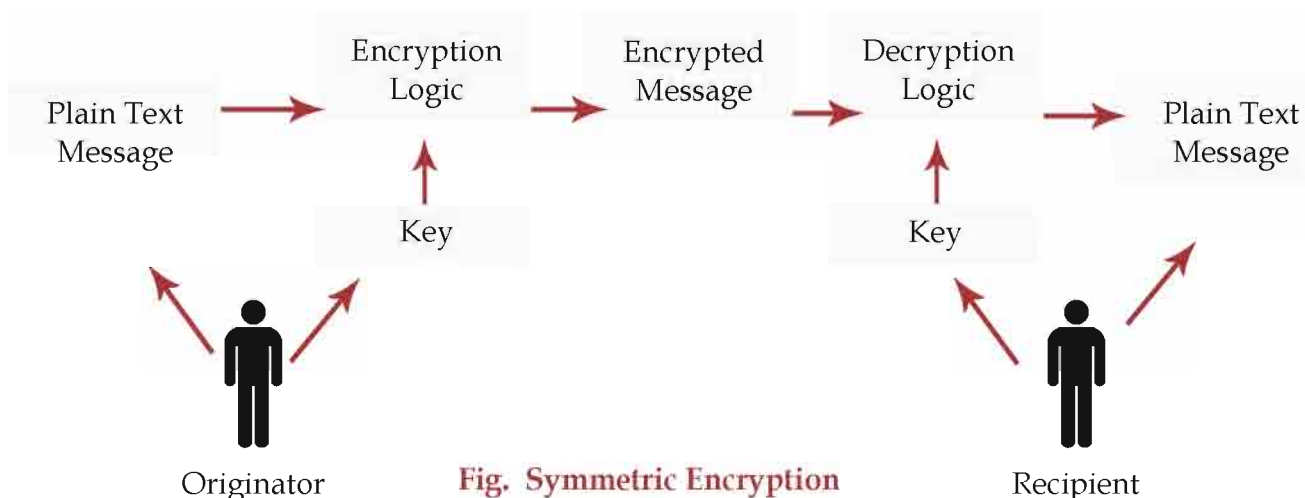 Plain Text
Message
Encryption
Logic
Encrypted
Message
Decryption
Logic
Plain Text
Message
Key
Key
Originator
Fig. Symmetric Encryption
Recipient